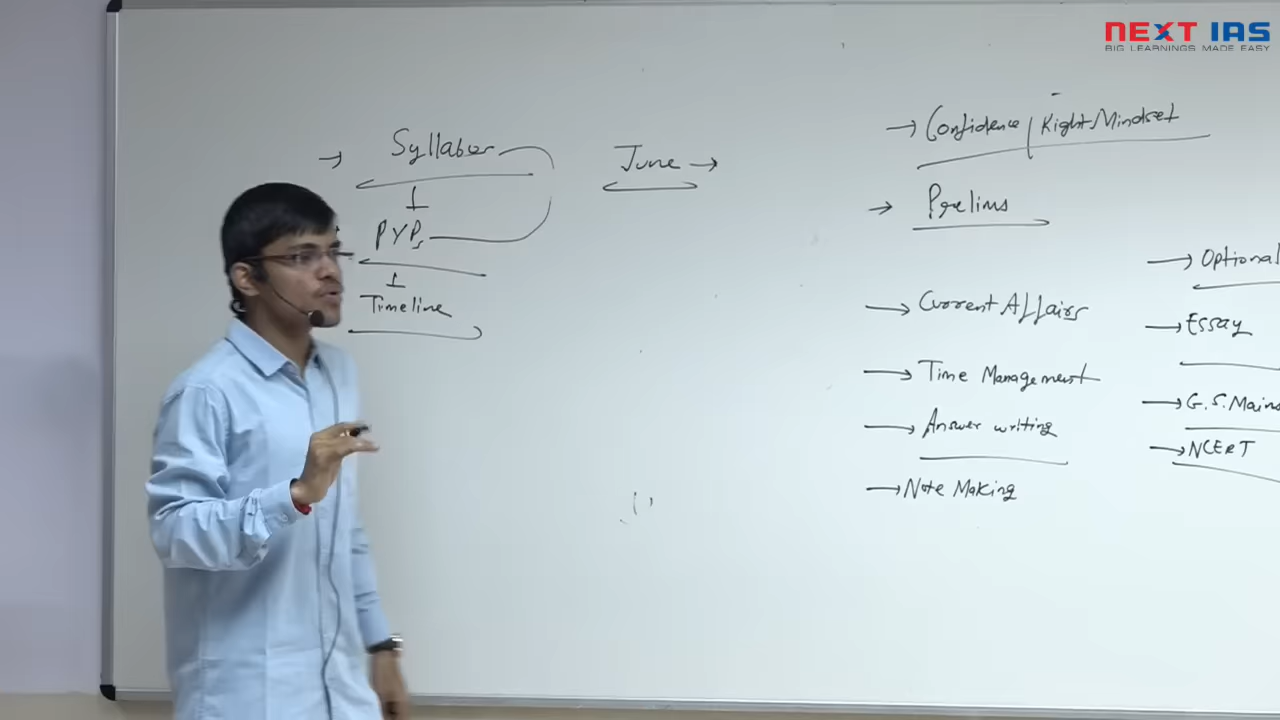 NEXT IAS
BIG LEARNINGS MADE EASY
→ Syllabus
PYPs
Timeline
June →
→ Confidence / Right Mindset
→ Prelims
→ Current Affairs
→ Time Management
→ Answer writing
→ Note Making
→ Optional
→ Essay
→ G.S. Mains
→ NCERT